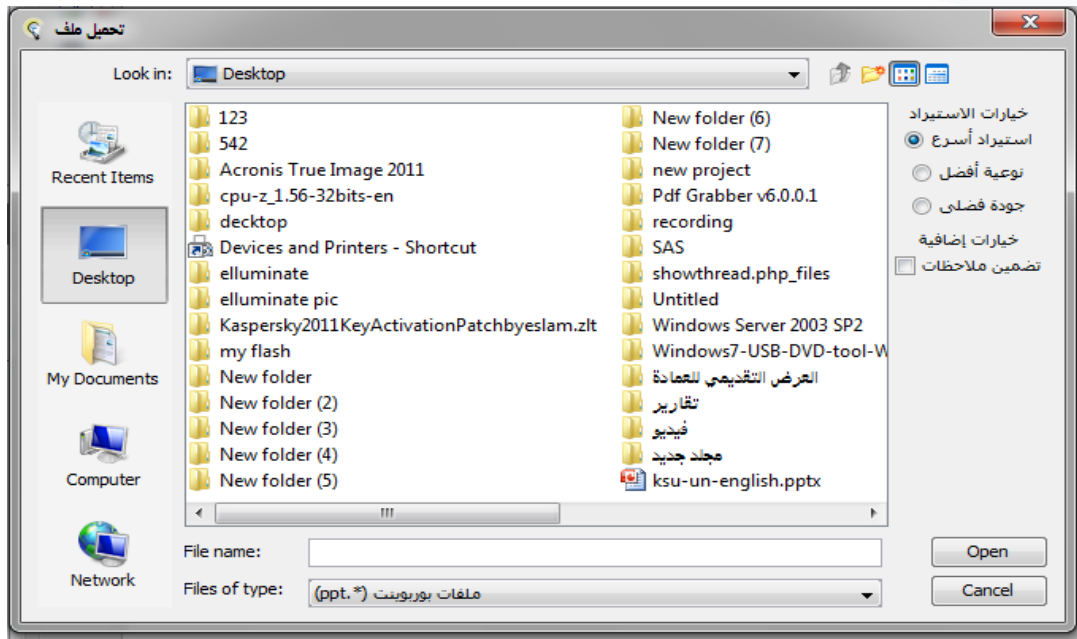 تحميل ملف
Look in:
Desktop
Recent Items
Desktop
My Documents
Computer
Network
123
542
Acronis True Image 2011
cpu-z_1.56-32bits-en
decktop
Devices and Printers - Shortcut
elluminate
elluminate pic
Kaspersky2011KeyActivationPatchbyeslam.zlt
my flash
New folder
New folder (2)
New folder (3)
New folder (4)
New folder (5)
New folder (6)
New folder (7)
new project
Pdf Grabber v6.0.0.1
recording
SAS
showthread.php_files
Untitled
Windows Server 2003 SP2
Windows7-USB-DVD-tool-W
العرض التقديمي للعمادة
تقارير
فيديو
مجلد جديد
ksu-un-english.pptx
خيارات الاستيراد
استيراد أسرع
نوعية أفضل
جودة فضلى
خيارات إضافية
تضمين ملاحظات
File name:
Open
Files of type:
ملفات بوربوينت (*.ppt)
Cancel